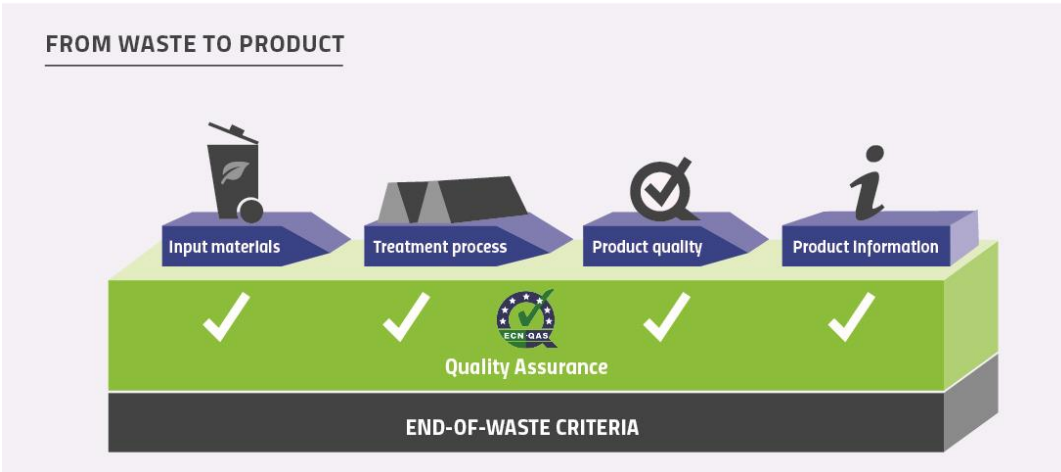 FROM WASTE TO PRODUCT
Input materials
Treatment process
Product quality
Product information
ECN-QAS
Quality Assurance
END-OF-WASTE CRITERIA